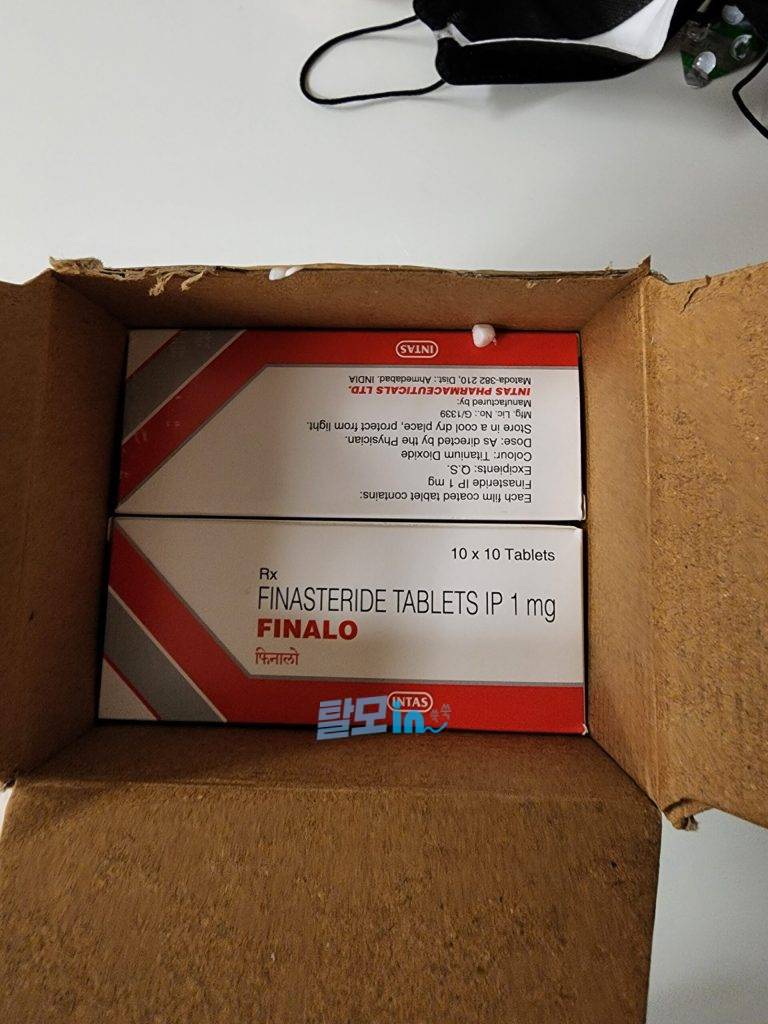 INTAS
Each film coated tablet contains:
Finasteride IP 1 mg
Excipients: Q.S.
Colour: Titanium Dioxide
Dose: As directed by the Physician.
Store in a cool dry place, protect from light.
Mfg. Lic. No.: G/1339
Manufactured by:
INTAS PHARMACEUTICALS LTD.
Matoda-382 210, Dist.: Ahmedabad. INDIA
10 x 10 Tablets
Rx
FINASTERIDE TABLETS IP 1 mg
FINALO
फिनालो
INTAS
탈모in쏙쏙